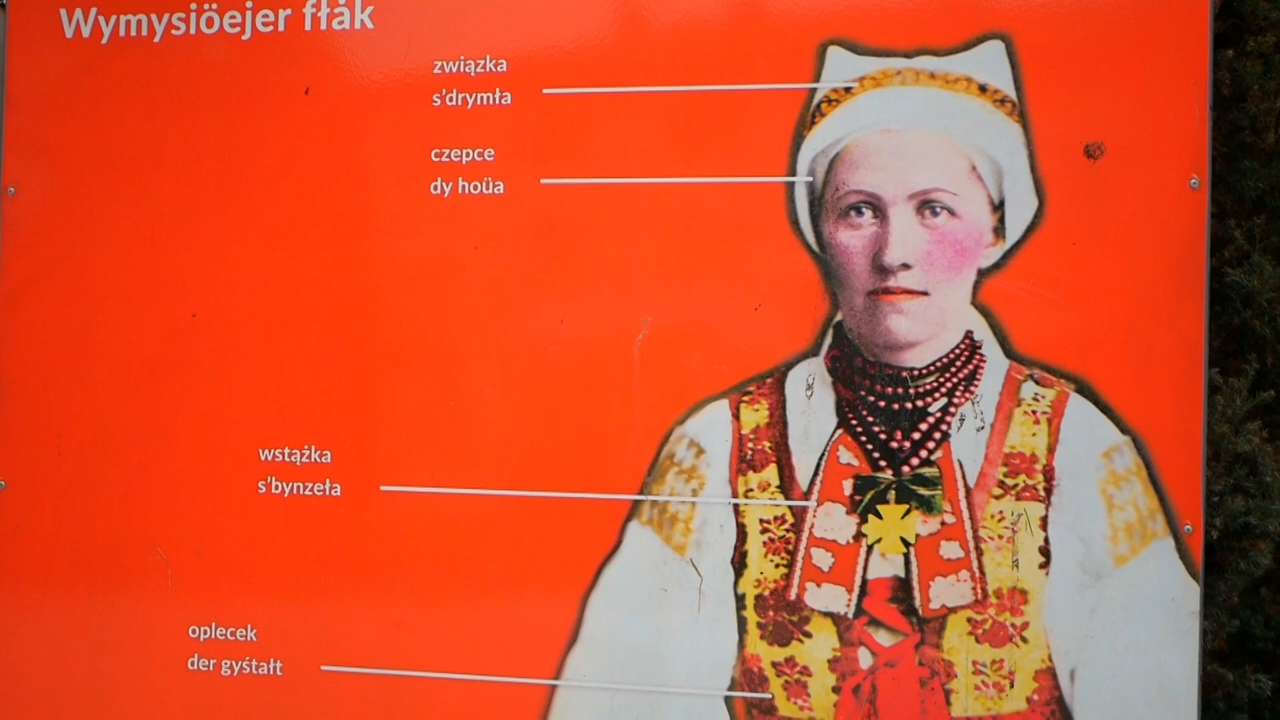 Wymysiöejer fłåk
związka
s'drymła
czepce
dy hoüa
wstążka
s'bynzeła
oplecek
der gyśtałt